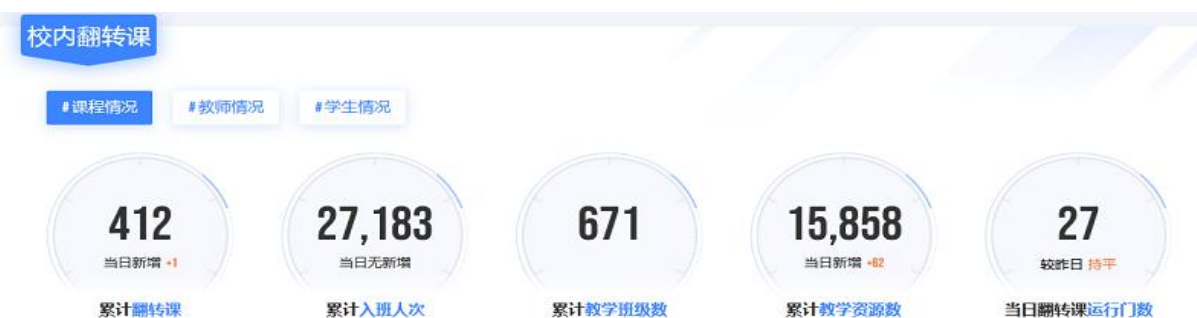 校内翻转课
#课程情况 #教师情况 #学生情况
412 27,183 671 15,858 27
当日新增 +1 当日无新增 当日新增 +62 较昨日 持平
累计翻转课 累计入班人次 累计教学班级数 累计教学资源数 当日翻转课运行门数